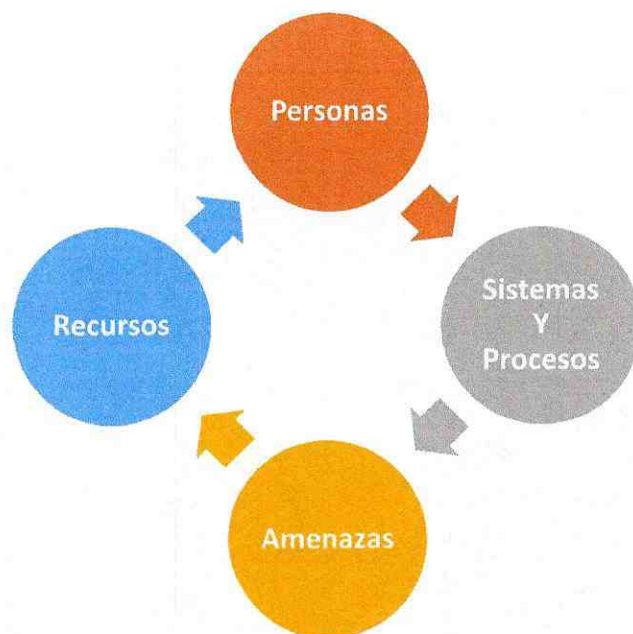 Personas
Sistemas
Y
Procesos
Amenazas
Recursos